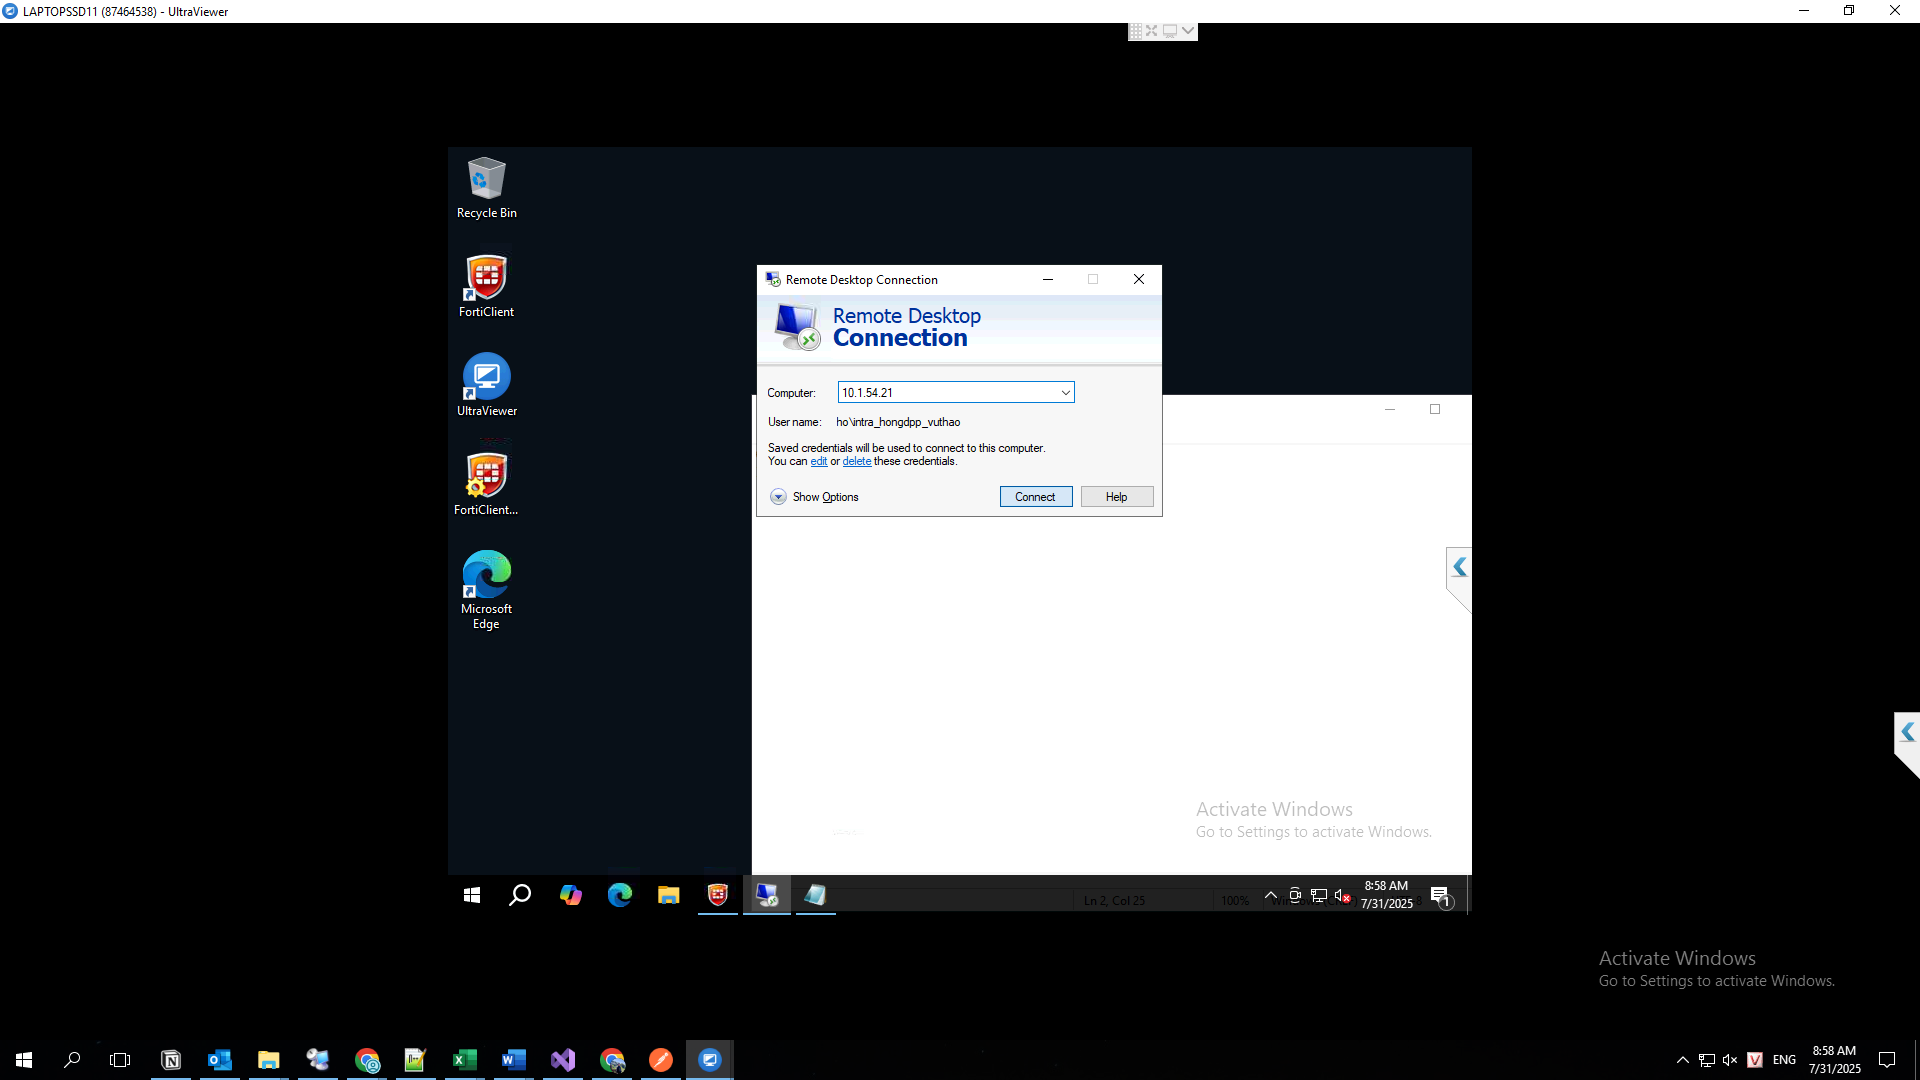 LAPTOPSSD11 (87464538) - UltraViewer
Recycle Bin
FortiClient
UltraViewer
FortiClient...
Microsoft
Edge
Remote Desktop Connection
Remote Desktop
Connection
Computer:
10.1.54.21
User name:
ho\intra_hongdpp_vuthao
Saved credentials will be used to connect to this computer.
You can edit or delete these credentials.
Show Options
Connect
Help
Activate Windows
Go to Settings to activate Windows.
Ln 2, Col 25
100%
8:58 AM
7/31/2025
1
Activate Windows
Go to Settings to activate Windows.
ENG
8:58 AM
7/31/2025